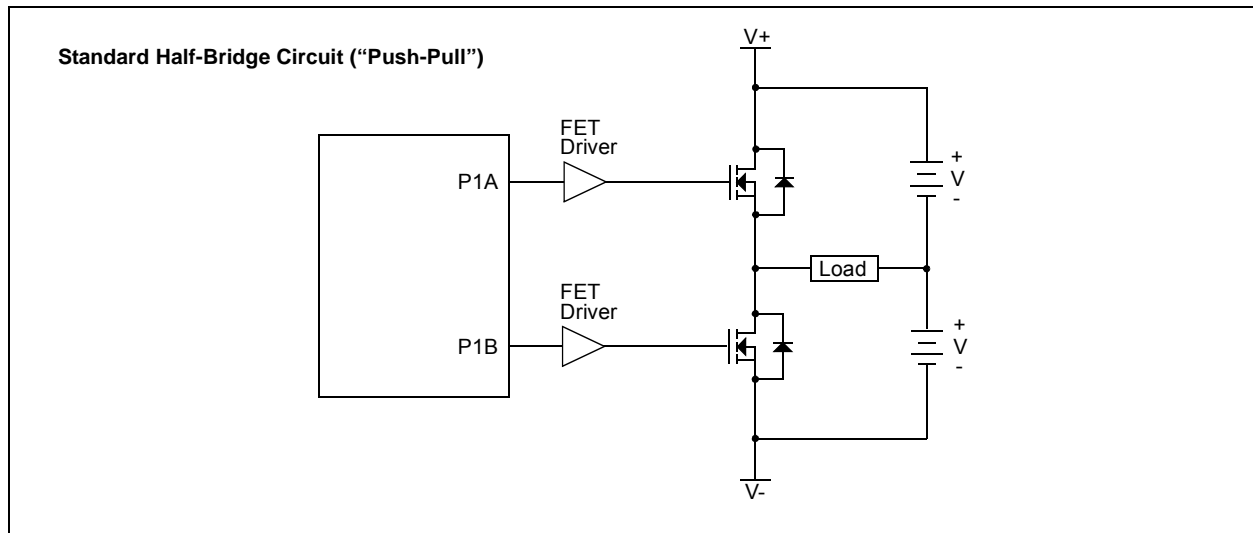 Standard Half-Bridge Circuit (“Push-Pull”)
V+
FET
Driver
P1A
+
V
-
Load
FET
Driver
P1B
+
V
-
V-